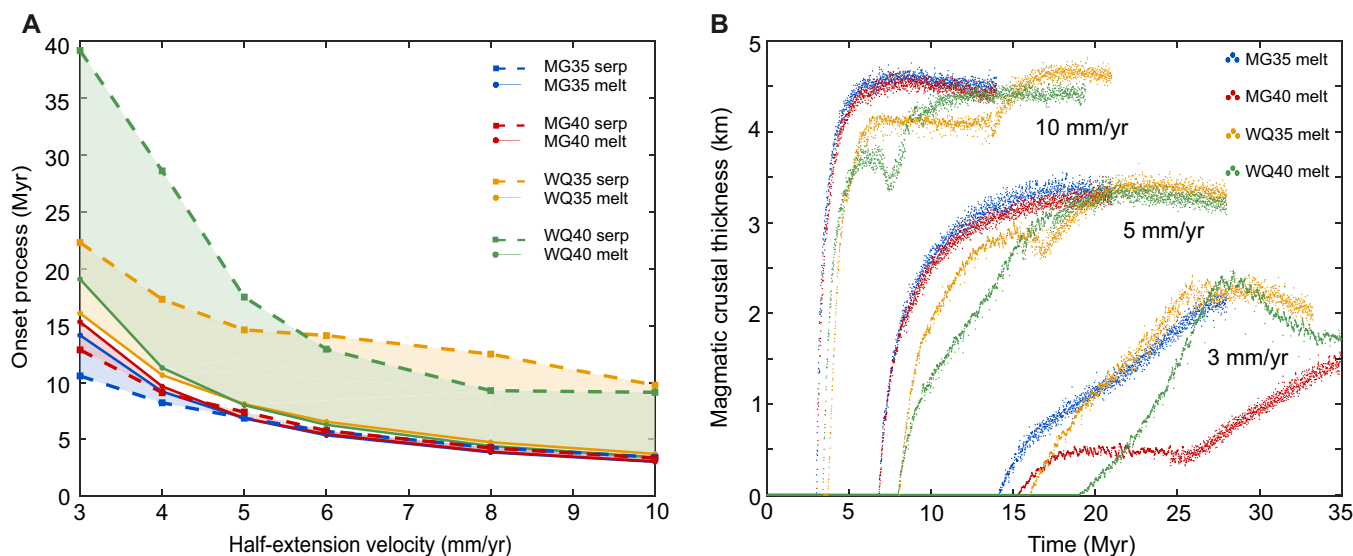 A
40
35
30
25
20
15
10
5
0
Onset process (Myr)
3
4
5
6
7
8
9
10
Half-extension velocity (mm/yr)
MG35 serp
MG35 melt
MG40 serp
MG40 melt
WQ35 serp
WQ35 melt
WQ40 serp
WQ40 melt
B
5
4
3
2
1
0
Magmatic crustal thickness (km)
0
5
10
15
20
25
30
35
Time (Myr)
MG35 melt
MG40 melt
WQ35 melt
WQ40 melt
10 mm/yr
5 mm/yr
3 mm/yr